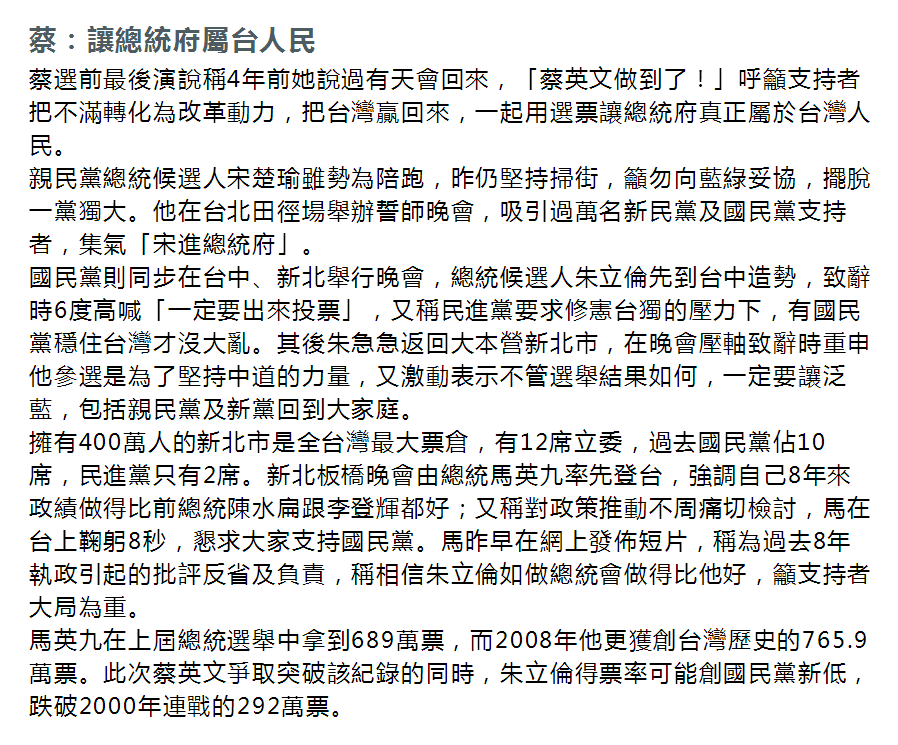 蔡：讓總統府屬台人民
蔡選前最後演說稱4年前她說過有天會回來，「蔡英文做到了！」呼籲支持者
把不滿轉化為改革動力，把台灣贏回來，一起用選票讓總統府真正屬於台灣人
民。
親民黨總統候選人宋楚瑜雖勢為陪跑，昨仍堅持掃街，籲勿向藍綠妥協，擺脫
一黨獨大。他在台北田徑場舉辦誓師晚會，吸引過萬名新民黨及國民黨支持
者，集氣「宋進總統府」。
國民黨則同步在台中、新北舉行晚會，總統候選人朱立倫先到台中造勢，致辭
時6度高喊「一定要出來投票」，又稱民進黨要求修憲台獨的壓力下，有國民
黨穩住台灣才沒大亂。其後朱急急返回大本營新北市，在晚會壓軸致辭時重申
他參選是為了堅持中道的力量，又激動表示不管選舉結果如何，一定要讓泛
藍，包括親民黨及新黨回到大家庭。
擁有400萬人的新北市是全台灣最大票倉，有12席立委，過去國民黨佔10
席，民進黨只有2席。新北板橋晚會由總統馬英九率先登台，強調自己8年來
政績做得比前總統陳水扁跟李登輝都好；又稱對政策推動不周痛切檢討，馬在
台上鞠躬8秒，懇求大家支持國民黨。馬昨早在網上發佈短片，稱為過去8年
執政引起的批評反省及負責，稱相信朱立倫如做總統會做得比他好，籲支持者
大局為重。
馬英九在上屆總統選舉中拿到689萬票，而2008年他更獲創台灣歷史的765.9
萬票。此次蔡英文爭取突破該紀錄的同時，朱立倫得票率可能創國民黨新低，
跌破2000年連戰的292萬票。